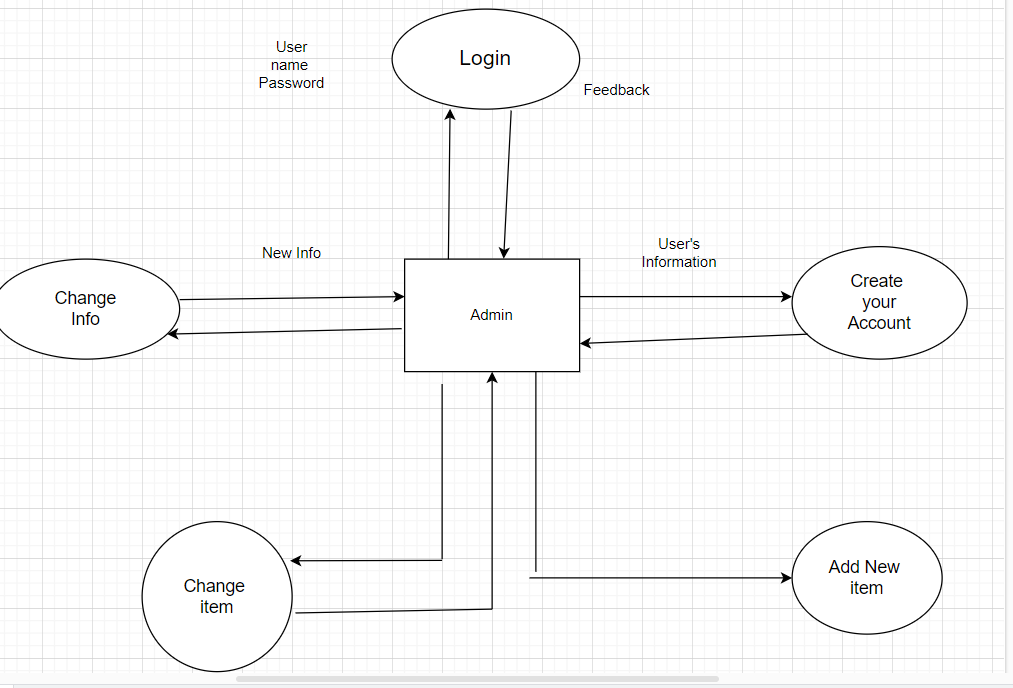 User
name
Password
Login
Feedback
New Info
User's
Information
Change
Info
Admin
Create
your
Account
Change
item
Add New
item